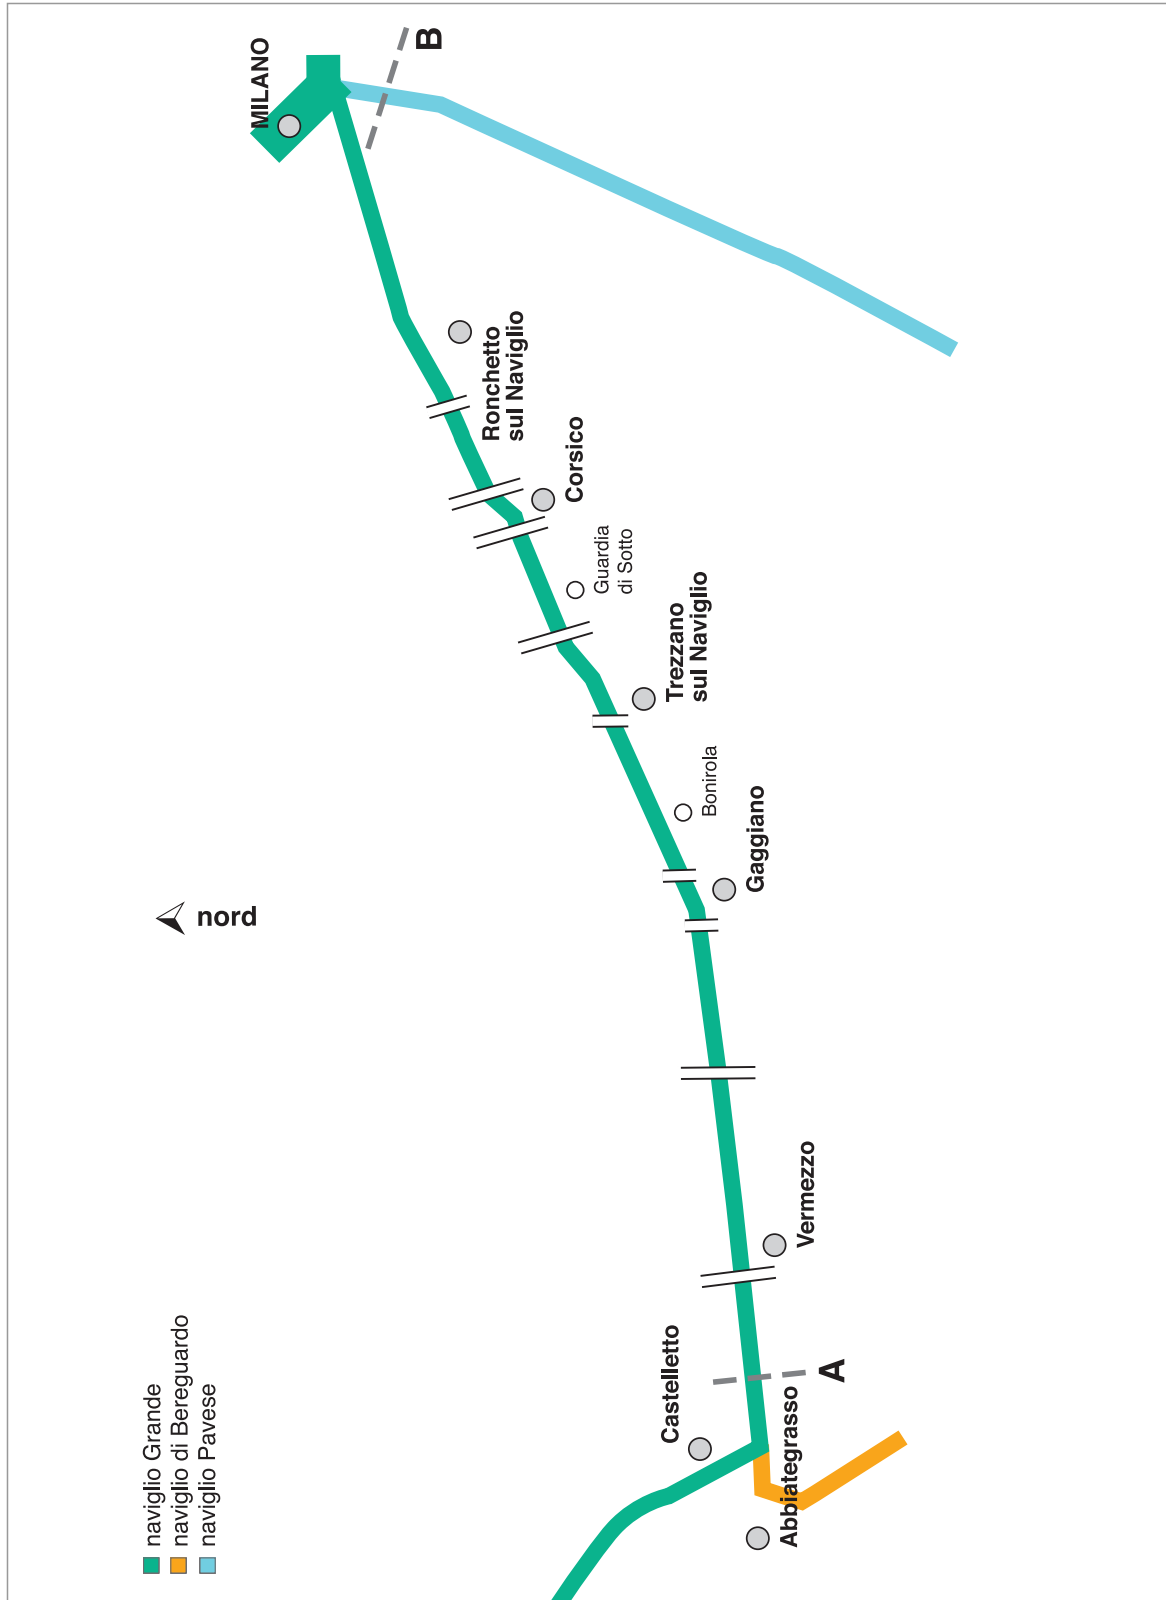 naviglio Grande
naviglio di Bereguardo
naviglio Pavese
nord
Abbiategrasso
Castelletto
A
Vermezzo
Gaggiano
Bonirola
Trezzano
sul Naviglio
Guardia
di Sotto
Corsico
Ronchetto
sul Naviglio
MILANO
B